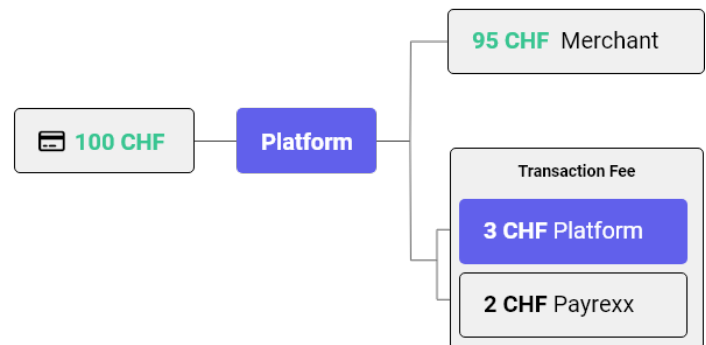 100 CHF
Platform
95 CHF Merchant
Transaction Fee
3 CHF Platform
2 CHF Payrexx